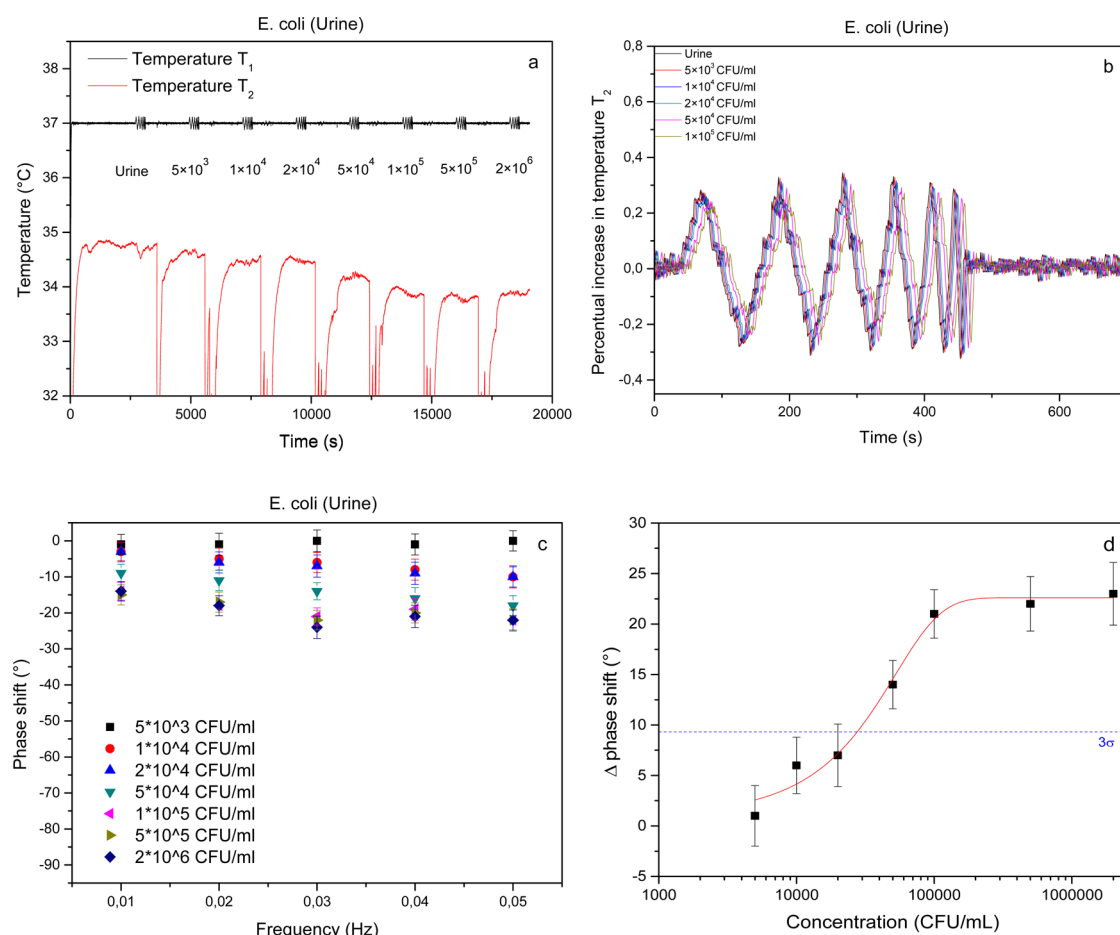 E. coli (Urine)
a
Temperature T₁
Temperature T₂
38
37
36
35
34
33
32
Temperature (°C)
Urine 5×10³ 1×10⁴ 2×10⁴ 5×10⁴ 1×10⁵ 5×10⁵ 2×10⁶
0 5000 10000 15000 20000
Time (s)
E. coli (Urine)
b
Urine
5×10³ CFU/ml
1×10⁴ CFU/ml
2×10⁴ CFU/ml
5×10⁴ CFU/ml
1×10⁵ CFU/ml
0,8
0,6
0,4
0,2
0,0
-0,2
-0,4
Percentual increase in temperature T₂
0 200 400 600
Time (s)
E. coli (Urine)
c
0
-10
-20
-30
-40
-50
-60
-70
-80
-90
Phase shift (°)
5*10^3 CFU/ml
1*10^4 CFU/ml
2*10^4 CFU/ml
5*10^4 CFU/ml
1*10^5 CFU/ml
5*10^5 CFU/ml
2*10^6 CFU/ml
0,01 0,02 0,03 0,04 0,05
Frequency (Hz)
d
30
25
20
15
10
5
0
-5
Δ phase shift (°)
3σ
1000 10000 100000 1000000
Concentration (CFU/mL)